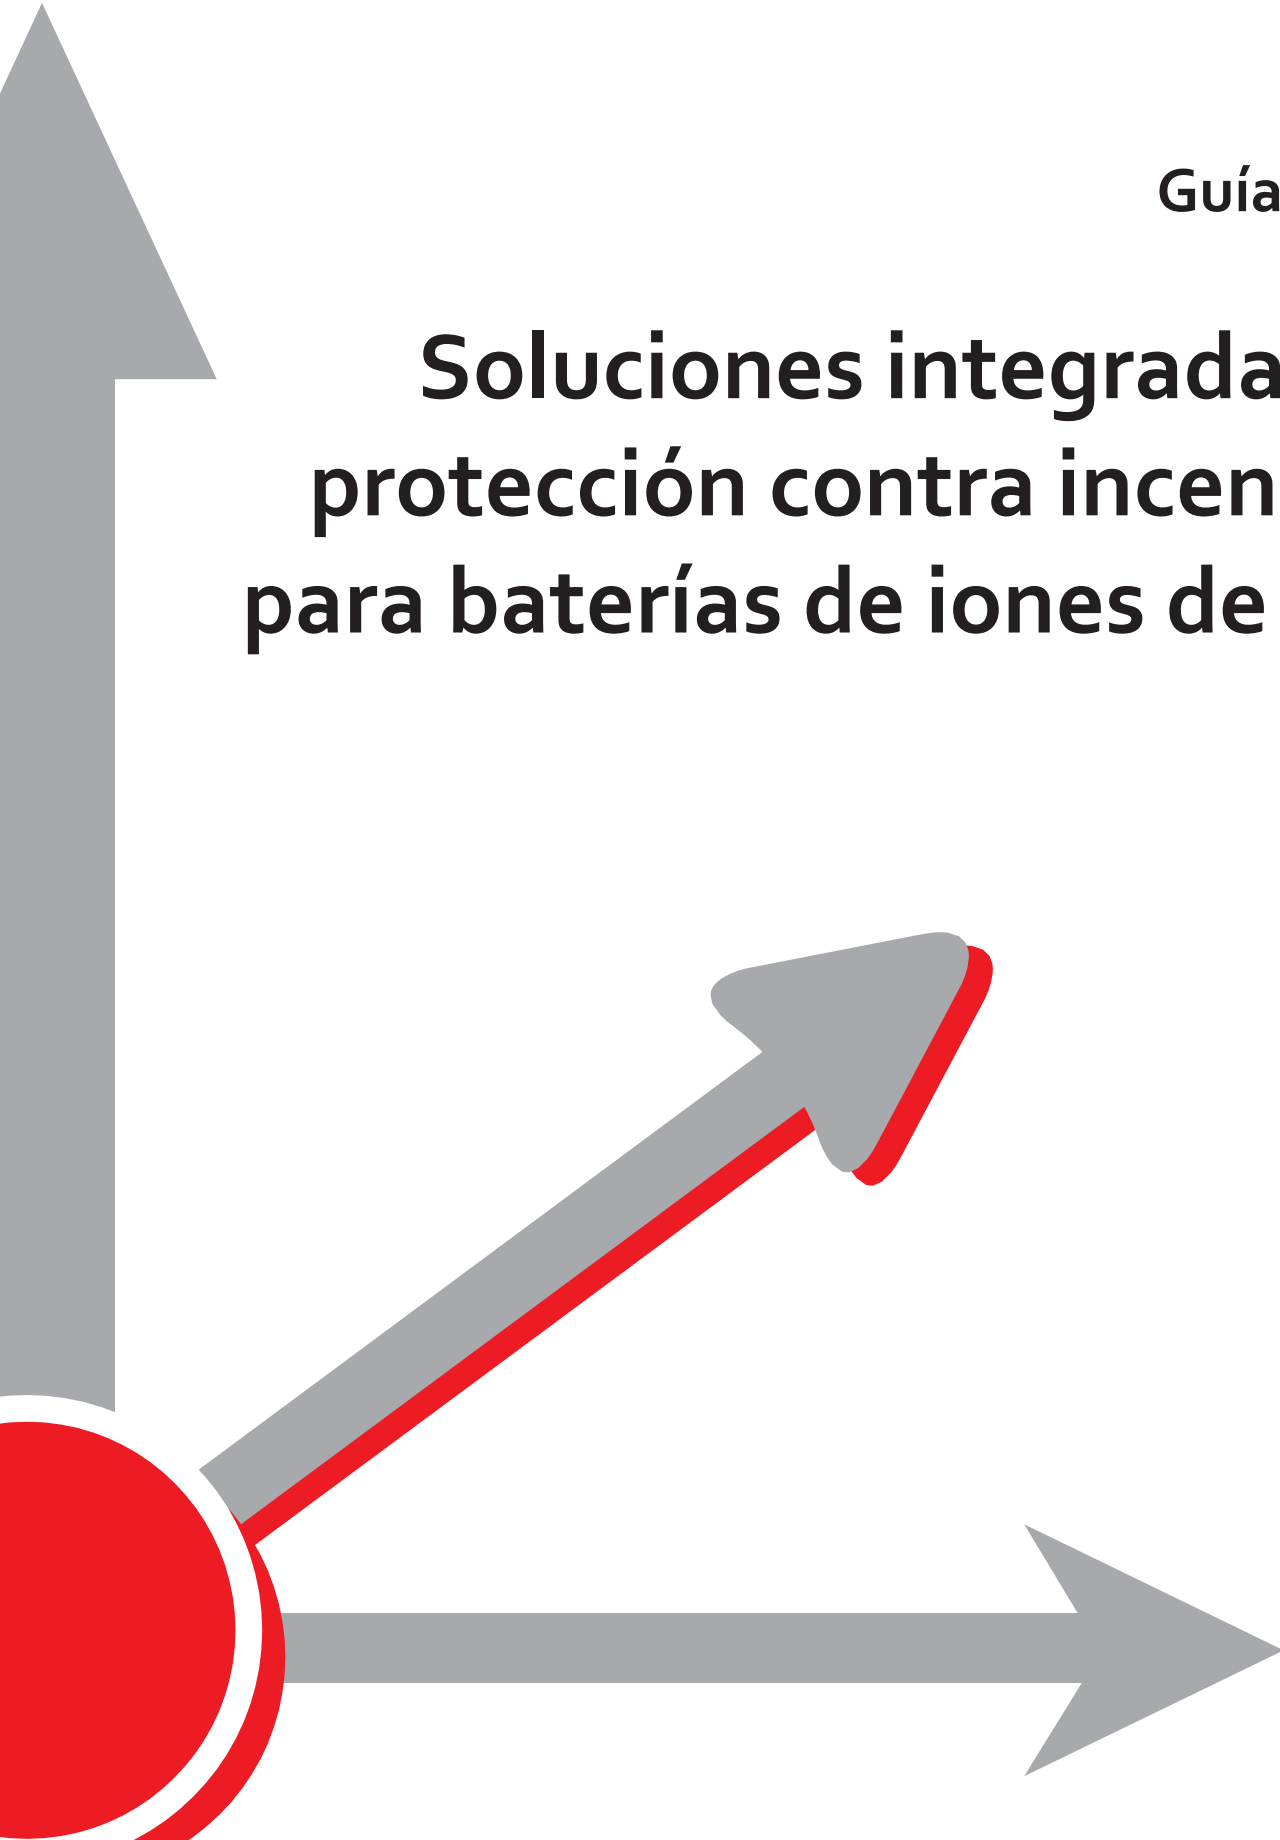 Guía
Soluciones integrada
protección contra incen
para baterías de iones de